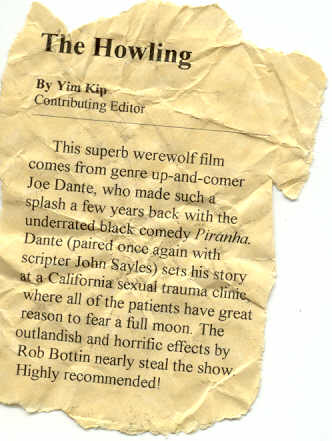 The Howling
By Yim Kip
Contributing Editor
This superb werewolf film
comes from genre up-and-comer
Joe Dante, who made such a
splash a few years back with the
underrated black comedy Piranha.
Dante (paired once again with
scripter John Sayles) sets his story
at a California sexual trauma clinic,
where all of the patients have great
reason to fear a full moon. The
outlandish and horrific effects by
Rob Bottin nearly steal the show.
Highly recommended!